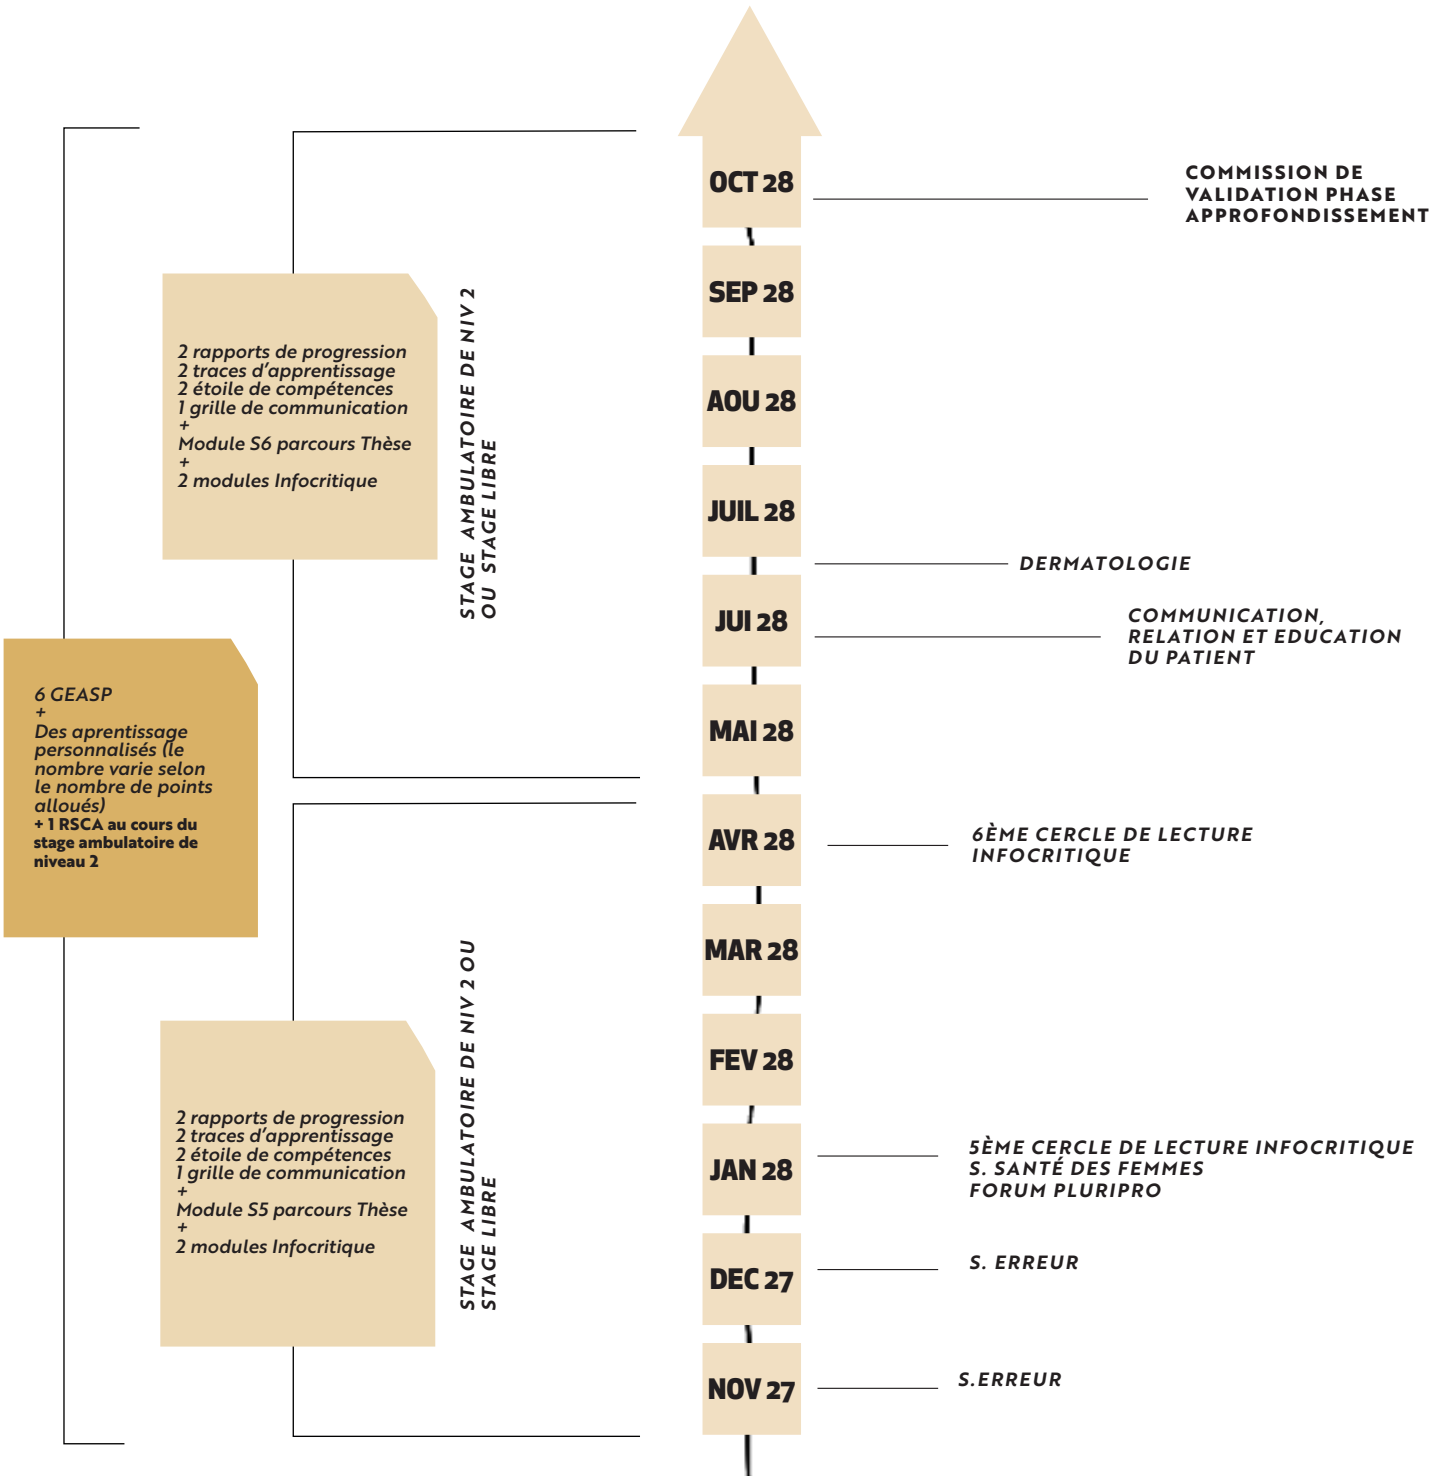 OCT 28
COMMISSION DE
VALIDATION PHASE
APPROFONDISSEMENT
SEP 28
AOU 28
JUIL 28
DERMATOLOGIE
JUI 28
COMMUNICATION,
RELATION ET EDUCATION
DU PATIENT
MAI 28
AVR 28
6ÈME CERCLE DE LECTURE
INFOCRITIQUE
MAR 28
FEV 28
JAN 28
5ÈME CERCLE DE LECTURE INFOCRITIQUE
S. SANTÉ DES FEMMES
FORUM PLURIPRO
DEC 27
S. ERREUR
NOV 27
S.ERREUR
2 rapports de progression
2 traces d'apprentissage
2 étoile de compétences
1 grille de communication
+
Module S6 parcours Thèse
+
2 modules Infocritique
STAGE AMBULATOIRE DE NIV 2
OU STAGE LIBRE
6 GEASP
+
Des aprentissage
personnalisés (le
nombre varie selon
le nombre de points
alloués)
+ 1 RSCA au cours du
stage ambulatoire de
niveau 2
2 rapports de progression
2 traces d'apprentissage
2 étoile de compétences
1 grille de communication
+
Module S5 parcours Thèse
+
2 modules Infocritique
STAGE AMBULATOIRE DE NIV 2 OU
STAGE LIBRE